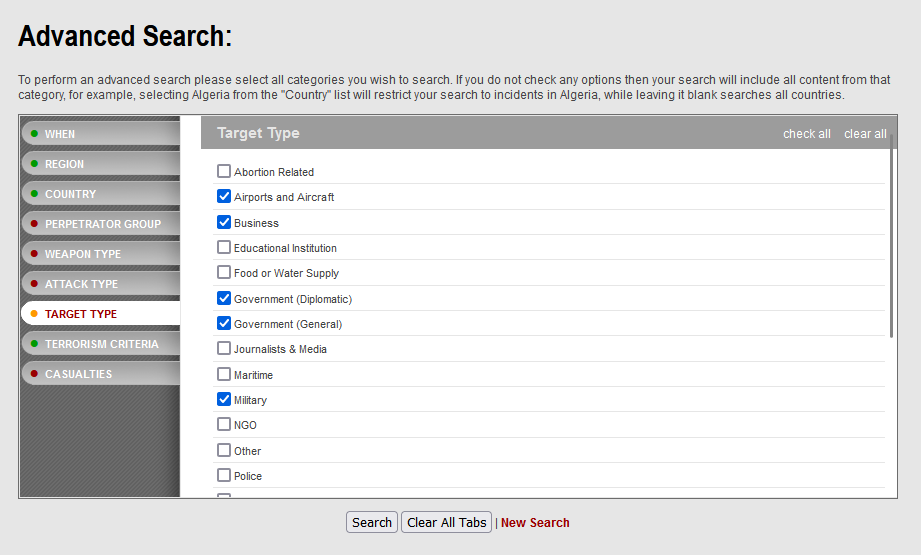 Advanced Search:
To perform an advanced search please select all categories you wish to search. If you do not check any options then your search will include all content from that
category, for example, selecting Algeria from the "Country" list will restrict your search to incidents in Algeria, while leaving it blank searches all countries.
WHEN
REGION
COUNTRY
PERPETRATOR GROUP
WEAPON TYPE
ATTACK TYPE
TARGET TYPE
TERRORISM CRITERIA
CASUALTIES
Target Type check all clear all
Abortion Related
Airports and Aircraft
Business
Educational Institution
Food or Water Supply
Government (Diplomatic)
Government (General)
Journalists & Media
Maritime
Military
NGO
Other
Police
Search Clear All Tabs | New Search